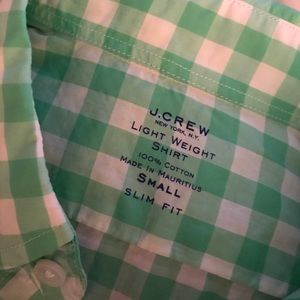 J.CREW
NEW YORK, N.Y.
LIGHT WEIGHT
SHIRT
100% COTTON
MADE IN MAURITIUS
SMALL
SLIM FIT